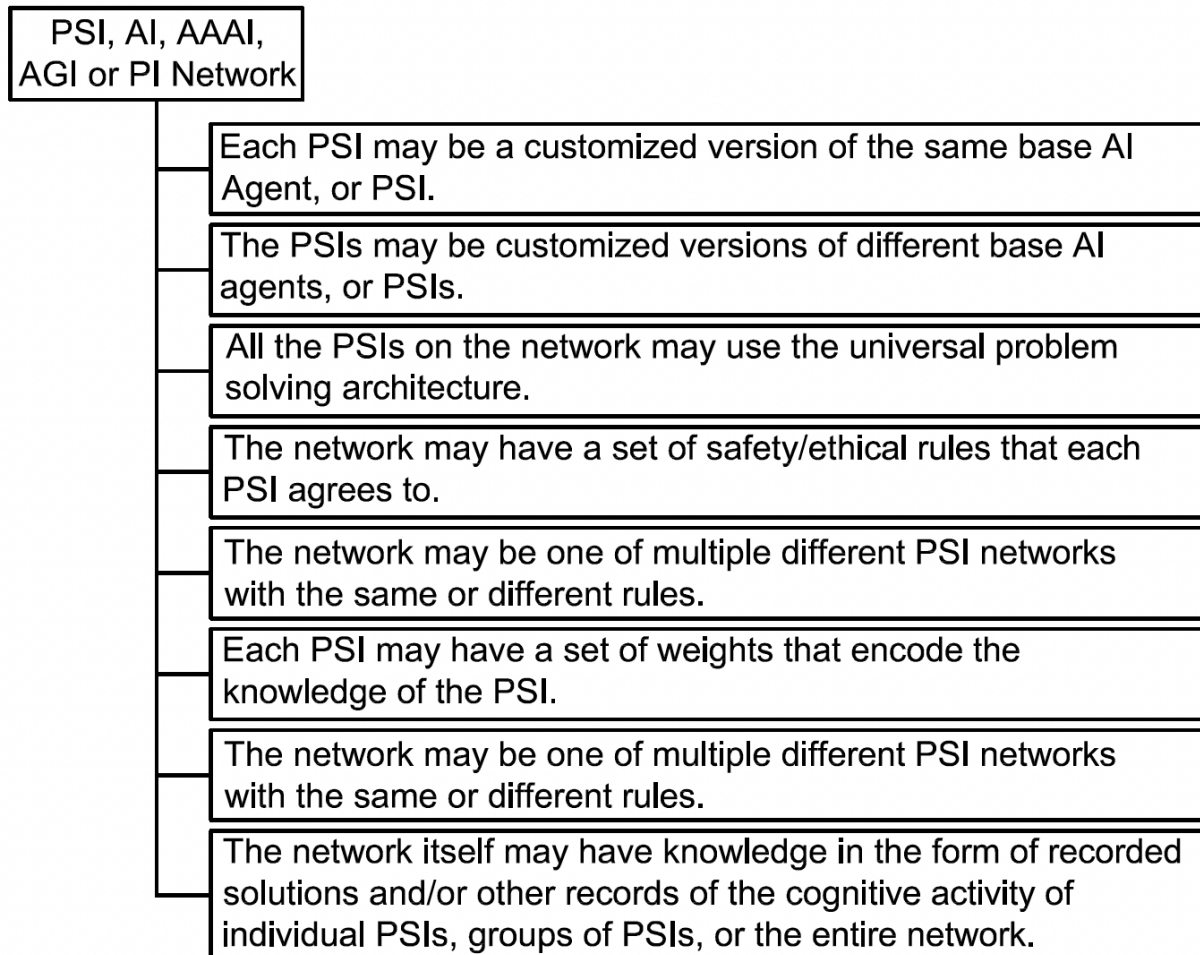 PSI, AI, AAAI,
AGI or PI Network
Each PSI may be a customized version of the same base AI
Agent, or PSI.
The PSIs may be customized versions of different base AI
agents, or PSIs.
All the PSIs on the network may use the universal problem
solving architecture.
The network may have a set of safety/ethical rules that each
PSI agrees to.
The network may be one of multiple different PSI networks
with the same or different rules.
Each PSI may have a set of weights that encode the
knowledge of the PSI.
The network may be one of multiple different PSI networks
with the same or different rules.
The network itself may have knowledge in the form of recorded
solutions and/or other records of the cognitive activity of
individual PSIs, groups of PSIs, or the entire network.